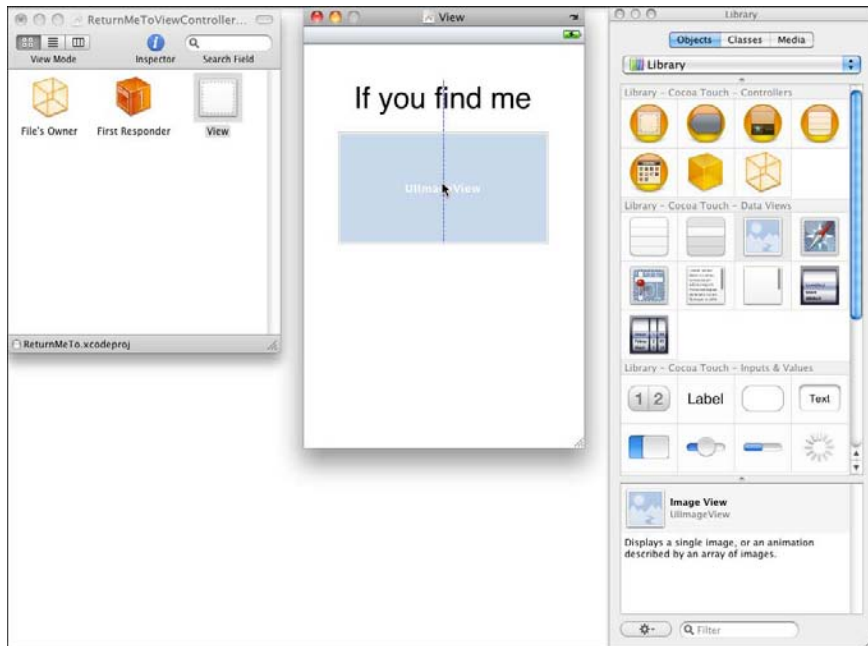 ReturnMeToViewController...
View Mode
Inspector
Search Field
File's Owner
First Responder
View
ReturnMeTo.xcodeproj
View
If you find me
UIImageView
Library
Objects Classes Media
Library
Library - Cocoa Touch - Controllers
Library - Cocoa Touch - Data Views
Library - Cocoa Touch - Inputs & Values
1 2 Label Text
Image View
UIImageView
Displays a single image, or an animation
described by an array of images.
Filter